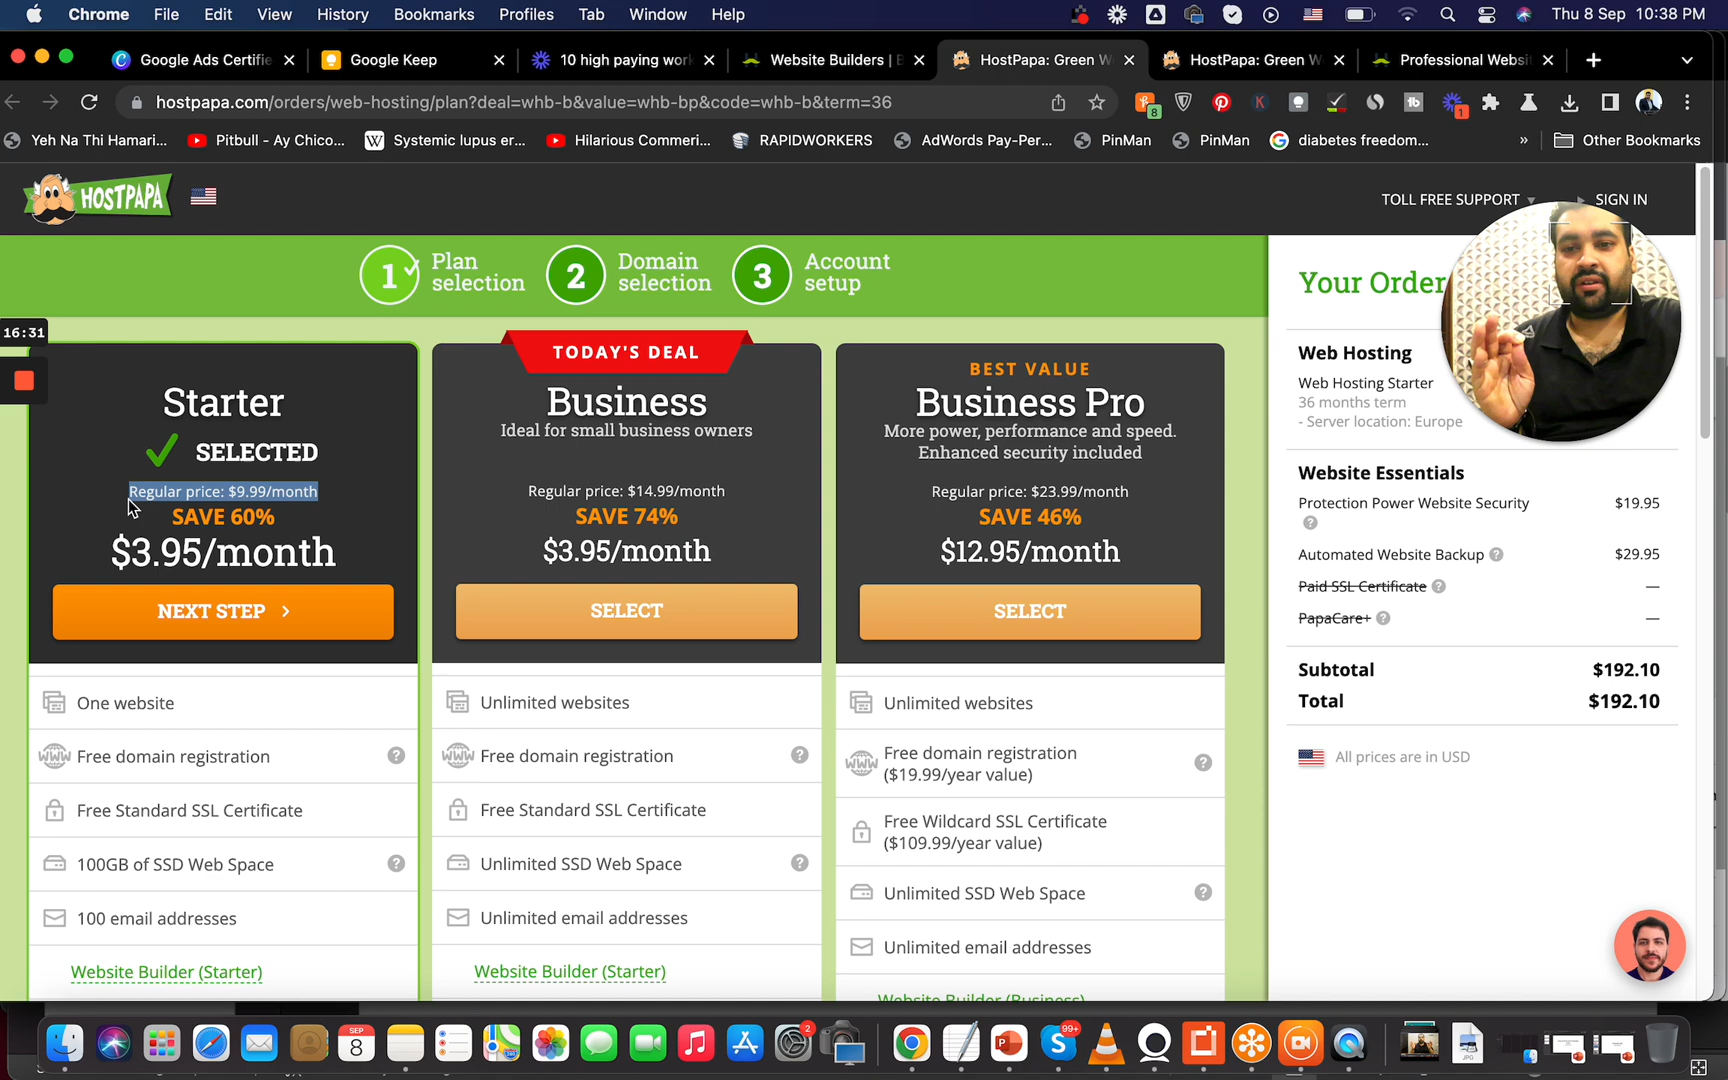 Chrome File Edit View History Bookmarks Profiles Tab Window Help
Thu 8 Sep 10:38 PM
Google Ads Certifie
Google Keep
10 high paying wor
Website Builders | B
HostPapa: Green W
HostPapa: Green W
Professional Websi
hostpapa.com/orders/web-hosting/plan?deal=whb-b&value=whb-bp&code=whb-b&term=36
8
1
Yeh Na Thi Hamari...
Pitbull - Ay Chico...
Systemic lupus er...
Hilarious Commeri...
RAPIDWORKERS
AdWords Pay-Per...
PinMan
PinMan
diabetes freedom...
»
Other Bookmarks
HOSTPAPA
TOLL FREE SUPPORT
SIGN IN
1 Plan selection
2 Domain selection
3 Account setup
16:31
Starter
SELECTED
Regular price: $9.99/month
SAVE 60%
$3.95/month
NEXT STEP >
One website
Free domain registration ?
Free Standard SSL Certificate
100GB of SSD Web Space ?
100 email addresses
Website Builder (Starter)
TODAY'S DEAL
Business
Ideal for small business owners
Regular price: $14.99/month
SAVE 74%
$3.95/month
SELECT
Unlimited websites
Free domain registration ?
Free Standard SSL Certificate
Unlimited SSD Web Space ?
Unlimited email addresses
Website Builder (Starter)
BEST VALUE
Business Pro
More power, performance and speed.
Enhanced security included
Regular price: $23.99/month
SAVE 46%
$12.95/month
SELECT
Unlimited websites
Free domain registration
($19.99/year value) ?
Free Wildcard SSL Certificate
($109.99/year value)
Unlimited SSD Web Space ?
Unlimited email addresses
Website Builder (Business)
Your Order
Web Hosting
Web Hosting Starter
36 months term
- Server location: Europe
Website Essentials
Protection Power Website Security ? $19.95
Automated Website Backup ? $29.95
Paid SSL Certificate ? —
PapaCare+ ? —
Subtotal $192.10
Total $192.10
All prices are in USD
SEP
8
2
99+
JPG